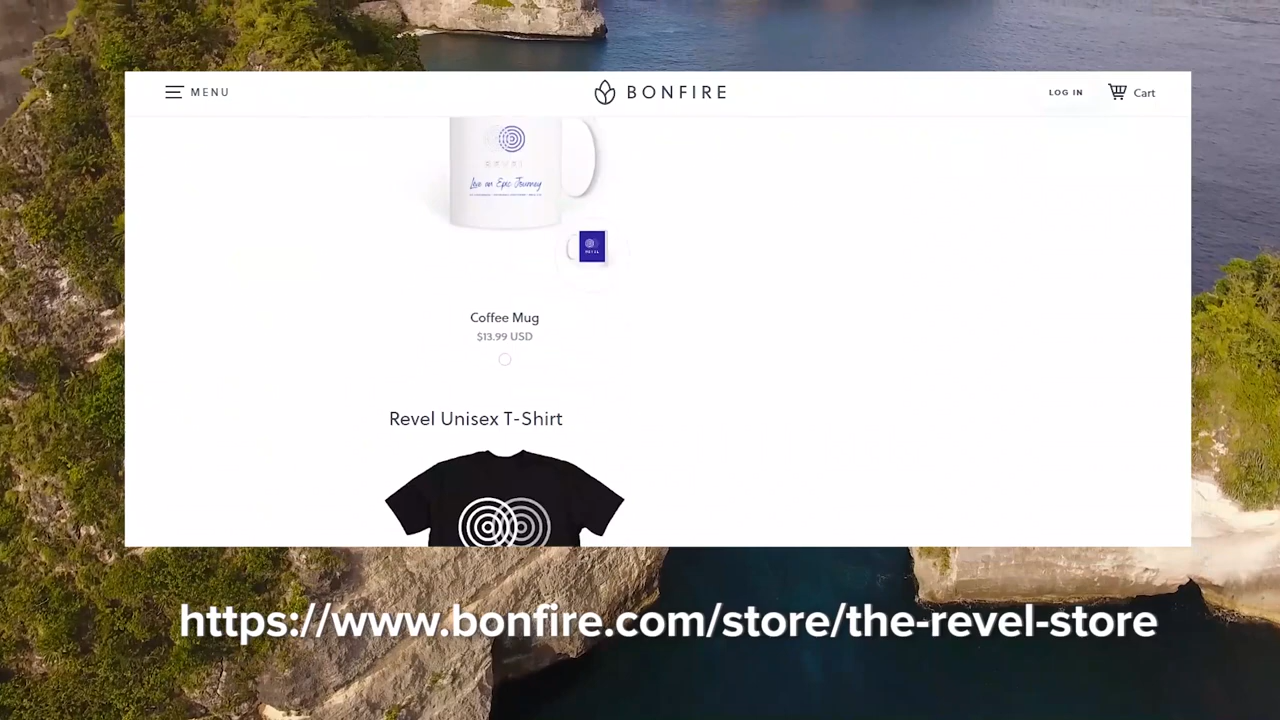 MENU
BONFIRE
LOG IN
Cart
Live an Epic Journey
REVEL
Coffee Mug
$13.99 USD
Revel Unisex T-Shirt
https://www.bonfire.com/store/the-revel-store